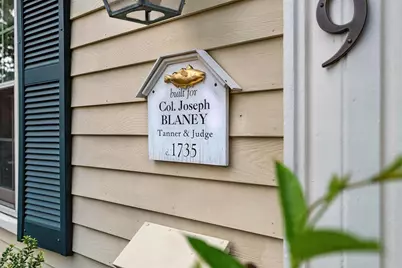 9
built for
Col. Joseph
BLANEY
Tanner & Judge
c.1735